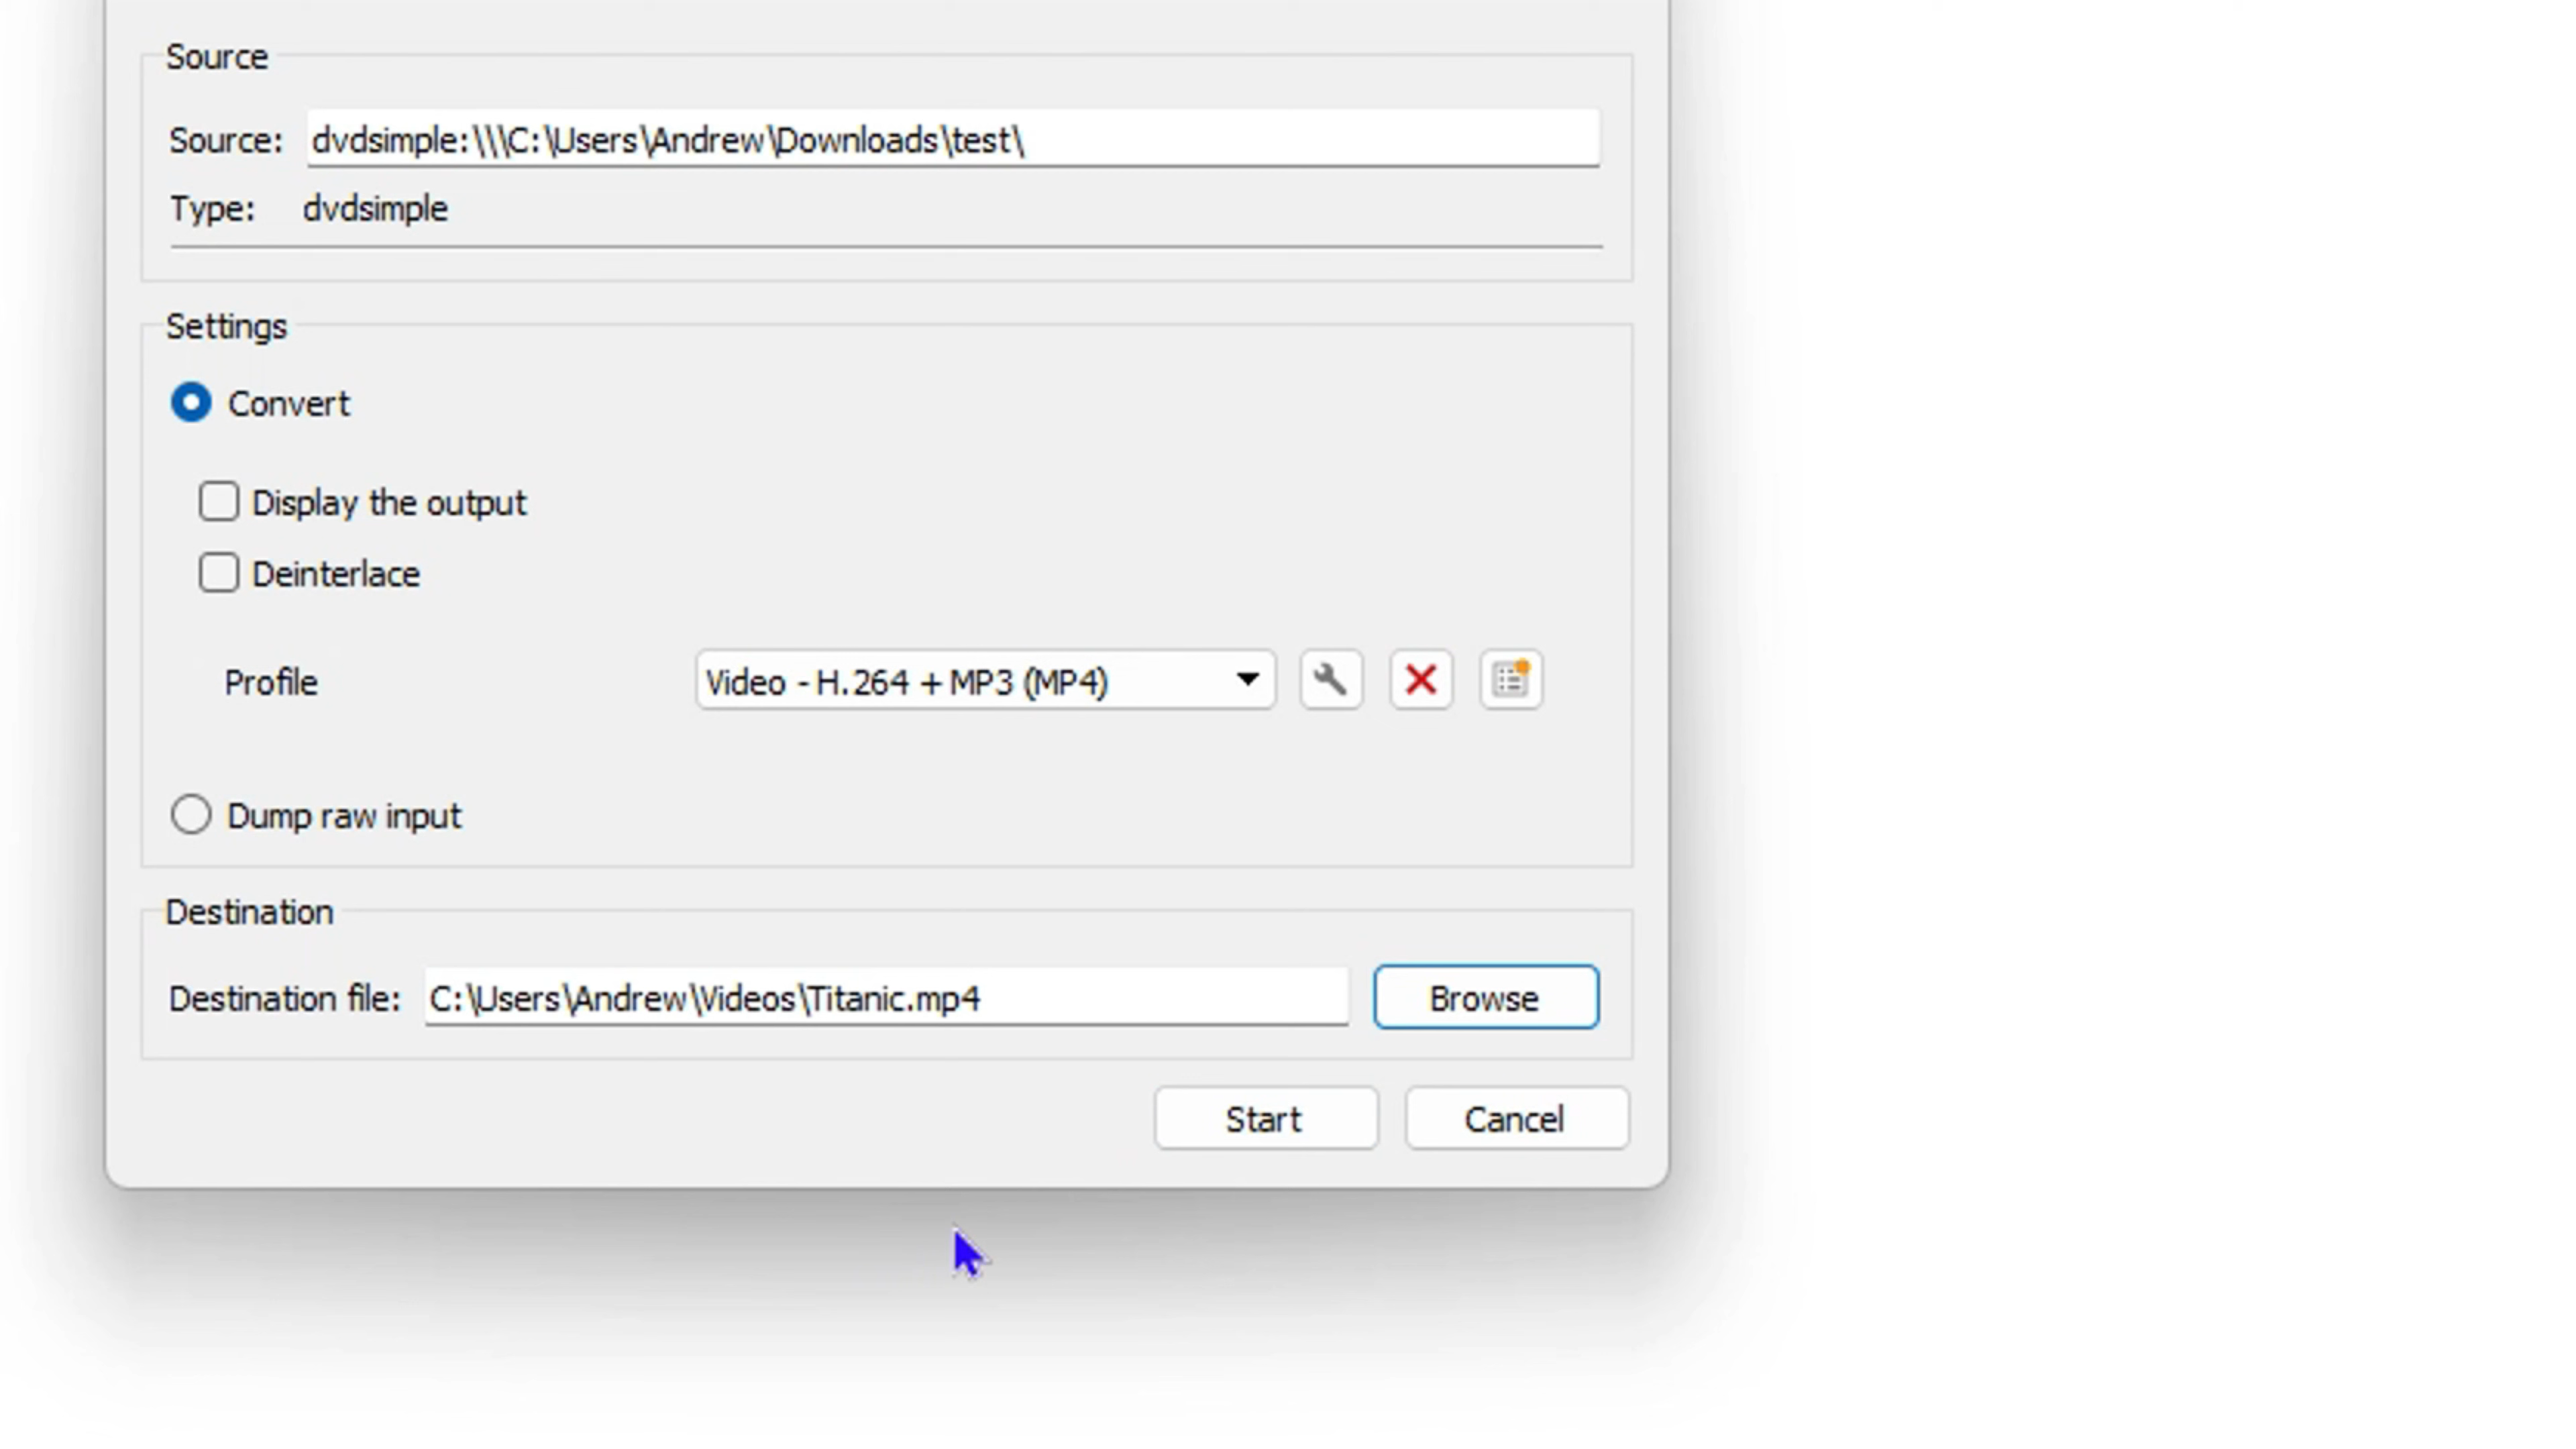 Source
Source: dvdsimple:\\\C:\Users\Andrew\Downloads\test\
Type: dvdsimple
Settings
Convert
Display the output
Deinterlace
Profile Video - H.264 + MP3 (MP4)
Dump raw input
Destination
Destination file: C:\Users\Andrew\Videos\Titanic.mp4 Browse
Start Cancel